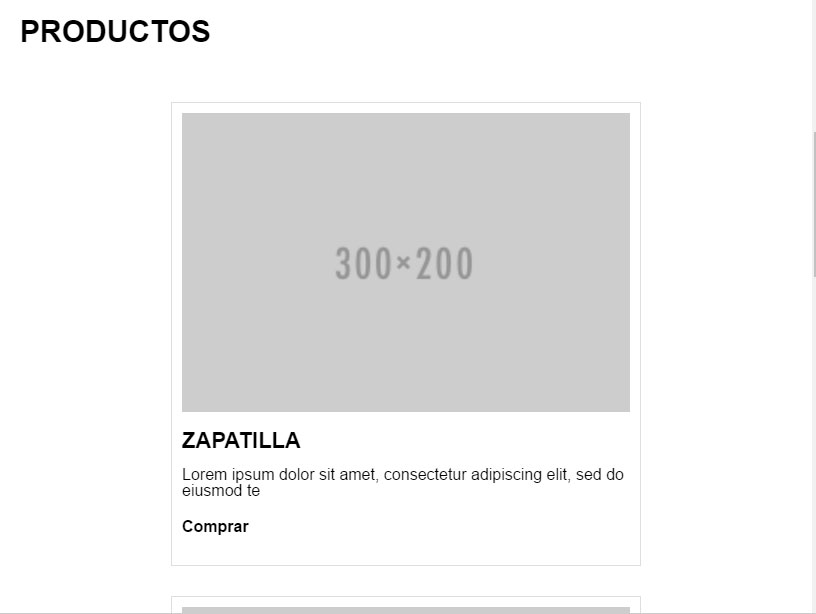 PRODUCTOS
300×200
ZAPATILLA
Lorem ipsum dolor sit amet, consectetur adipiscing elit, sed do
eiusmod te
Comprar